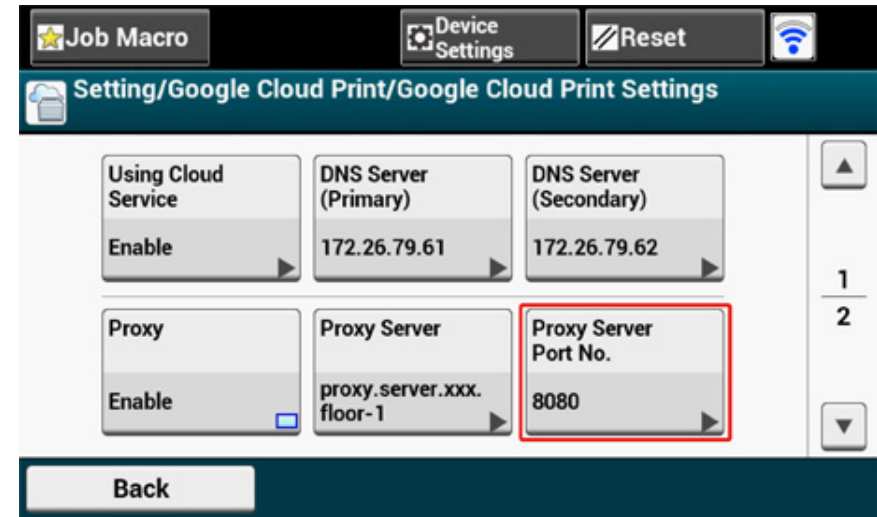 Job Macro
Device
Settings
Reset
Setting/Google Cloud Print/Google Cloud Print Settings
Using Cloud
Service
Enable
DNS Server
(Primary)
172.26.79.61
DNS Server
(Secondary)
172.26.79.62
1
2
Proxy
Enable
Proxy Server
proxy.server.xxx.
floor-1
Proxy Server
Port No.
8080
Back